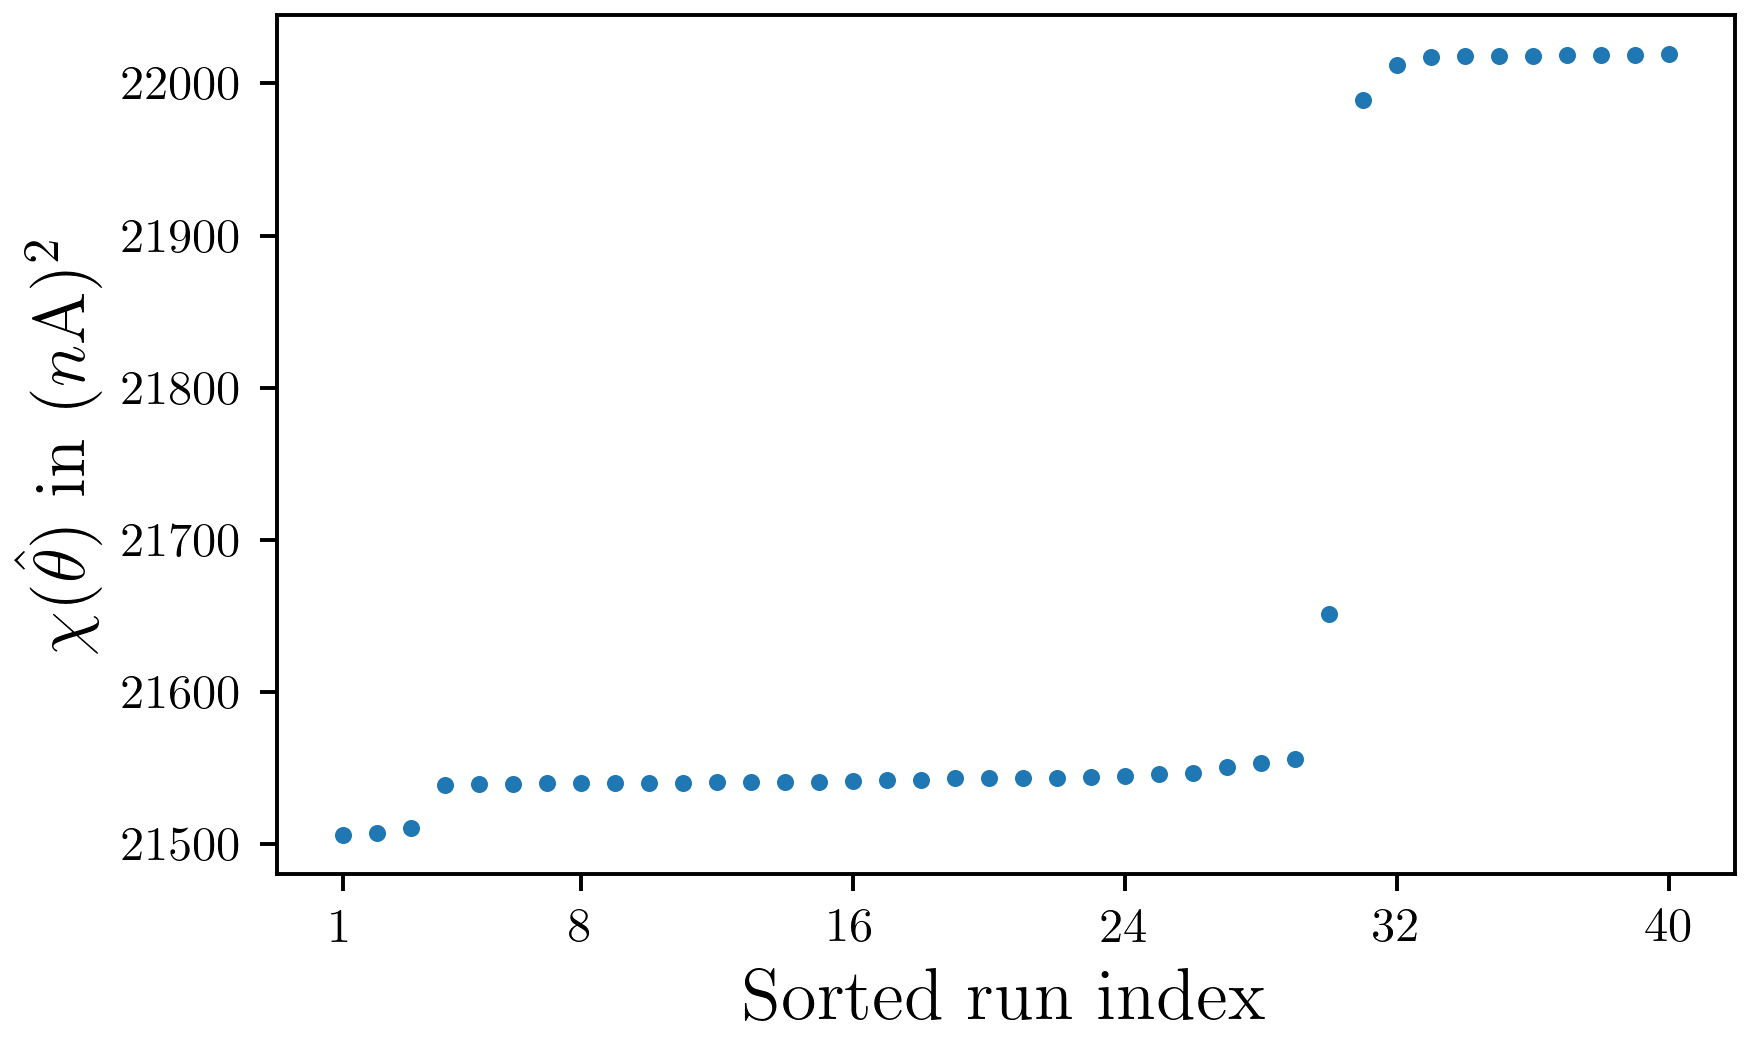 22000
21900
21800
21700
21600
21500
χ(θ̂) in (nA)²
1 8 16 24 32 40
Sorted run index